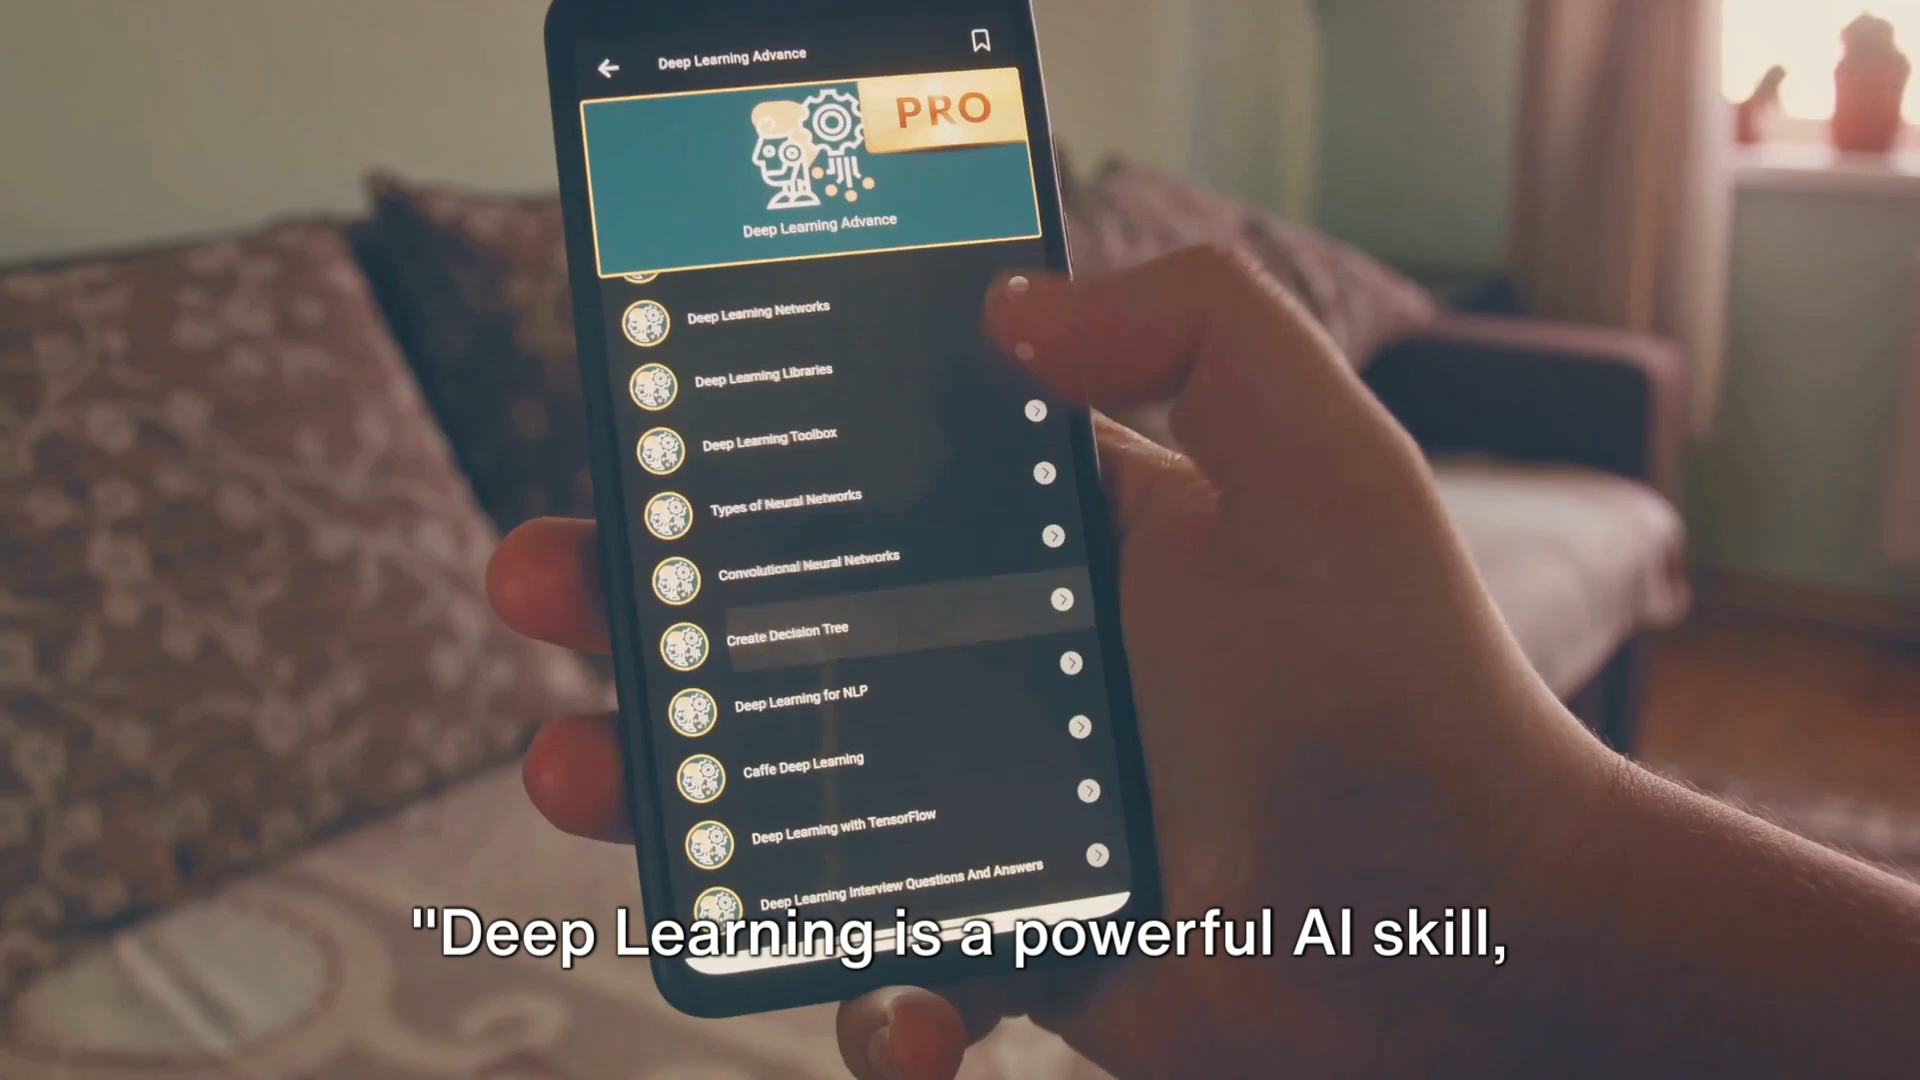 Deep Learning Advance
PRO
Deep Learning Advance
Deep Learning Networks
Deep Learning Libraries
Deep Learning Toolbox
Types of Neural Networks
Convolutional Neural Networks
Create Decision Tree
Deep Learning for NLP
Caffe Deep Learning
Deep Learning with TensorFlow
Deep Learning Interview Questions And Answers
"Deep Learning is a powerful AI skill,